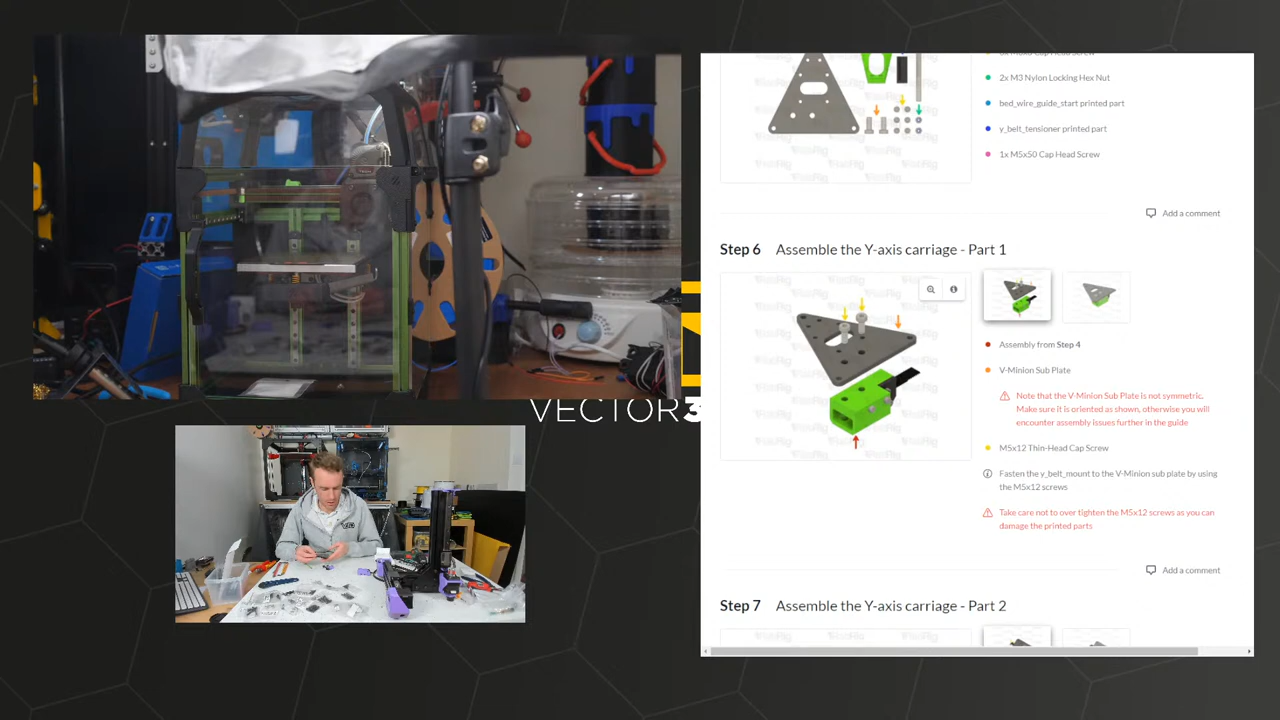 2x M3 Nylon Locking Hex Nut
bed_wire_guide_start printed part
y_belt_tensioner printed part
1x M5x50 Cap Head Screw
Add a comment
Step 6 Assemble the Y-axis carriage - Part 1
Assembly from Step 4
V-Minion Sub Plate
Note that the V-Minion Sub Plate is not symmetric.
Make sure it is oriented as shown, otherwise you will
encounter assembly issues further in the guide
M5x12 Thin-Head Cap Screw
Fasten the y_belt_mount to the V-Minion sub plate by using
the M5x12 screws
Take care not to over tighten the M5x12 screws as you can
damage the printed parts
Add a comment
Step 7 Assemble the Y-axis carriage - Part 2
VECTOR3